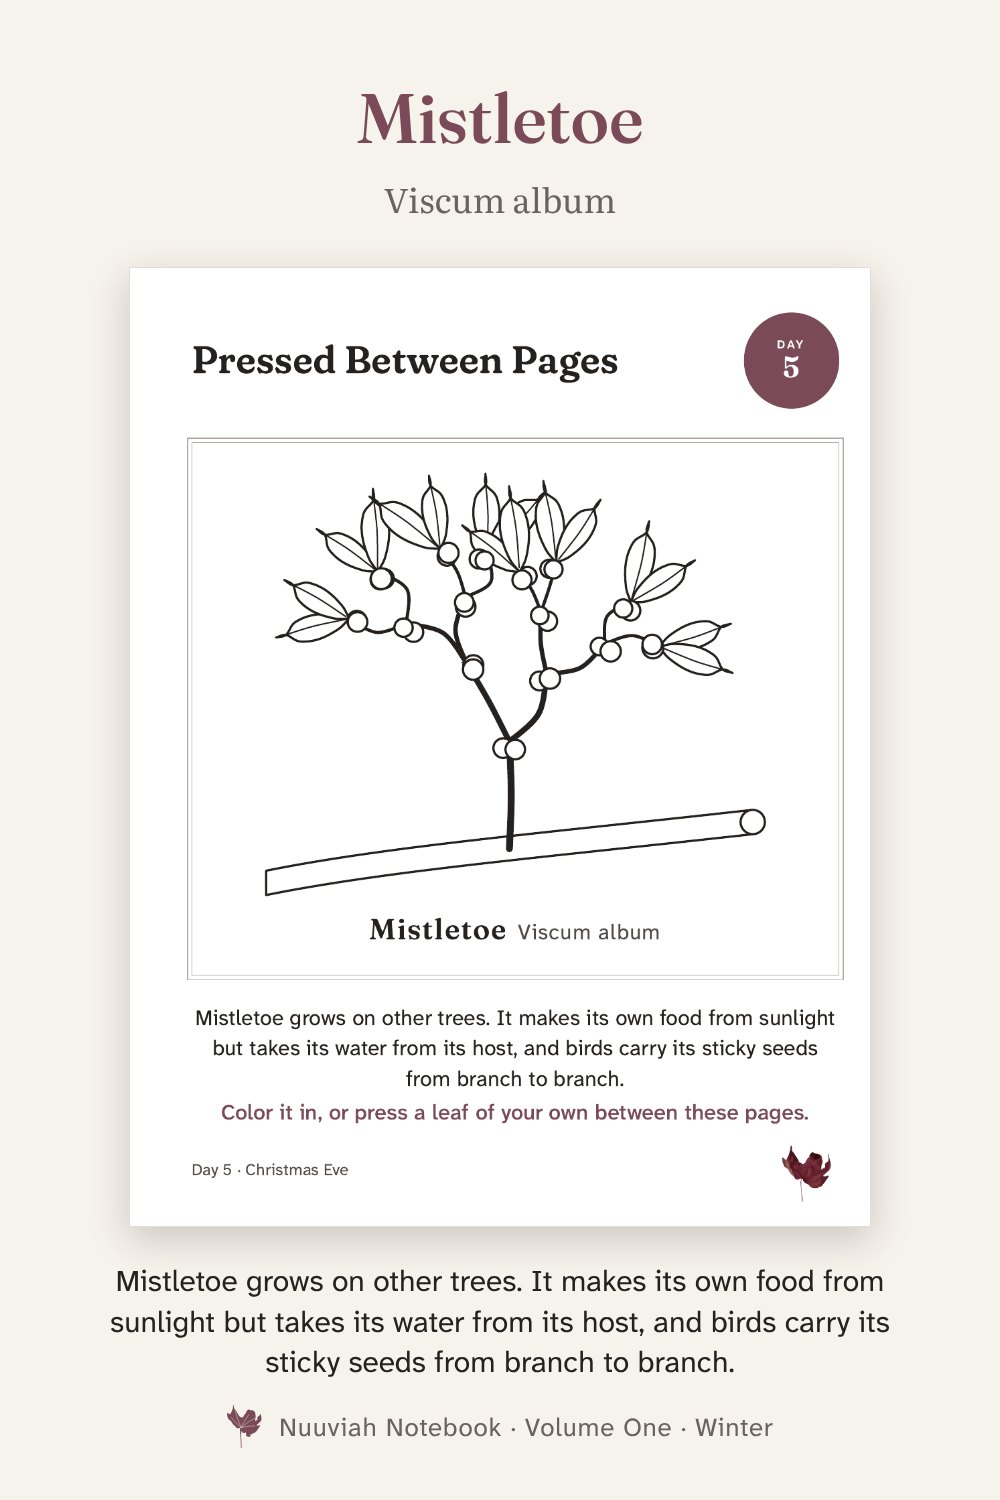 Mistletoe
Viscum album
Pressed Between Pages
DAY
5
Mistletoe Viscum album
Mistletoe grows on other trees. It makes its own food from sunlight
but takes its water from its host, and birds carry its sticky seeds
from branch to branch.
Color it in, or press a leaf of your own between these pages.
Day 5 · Christmas Eve
Mistletoe grows on other trees. It makes its own food from
sunlight but takes its water from its host, and birds carry its
sticky seeds from branch to branch.
Nuuviah Notebook · Volume One · Winter